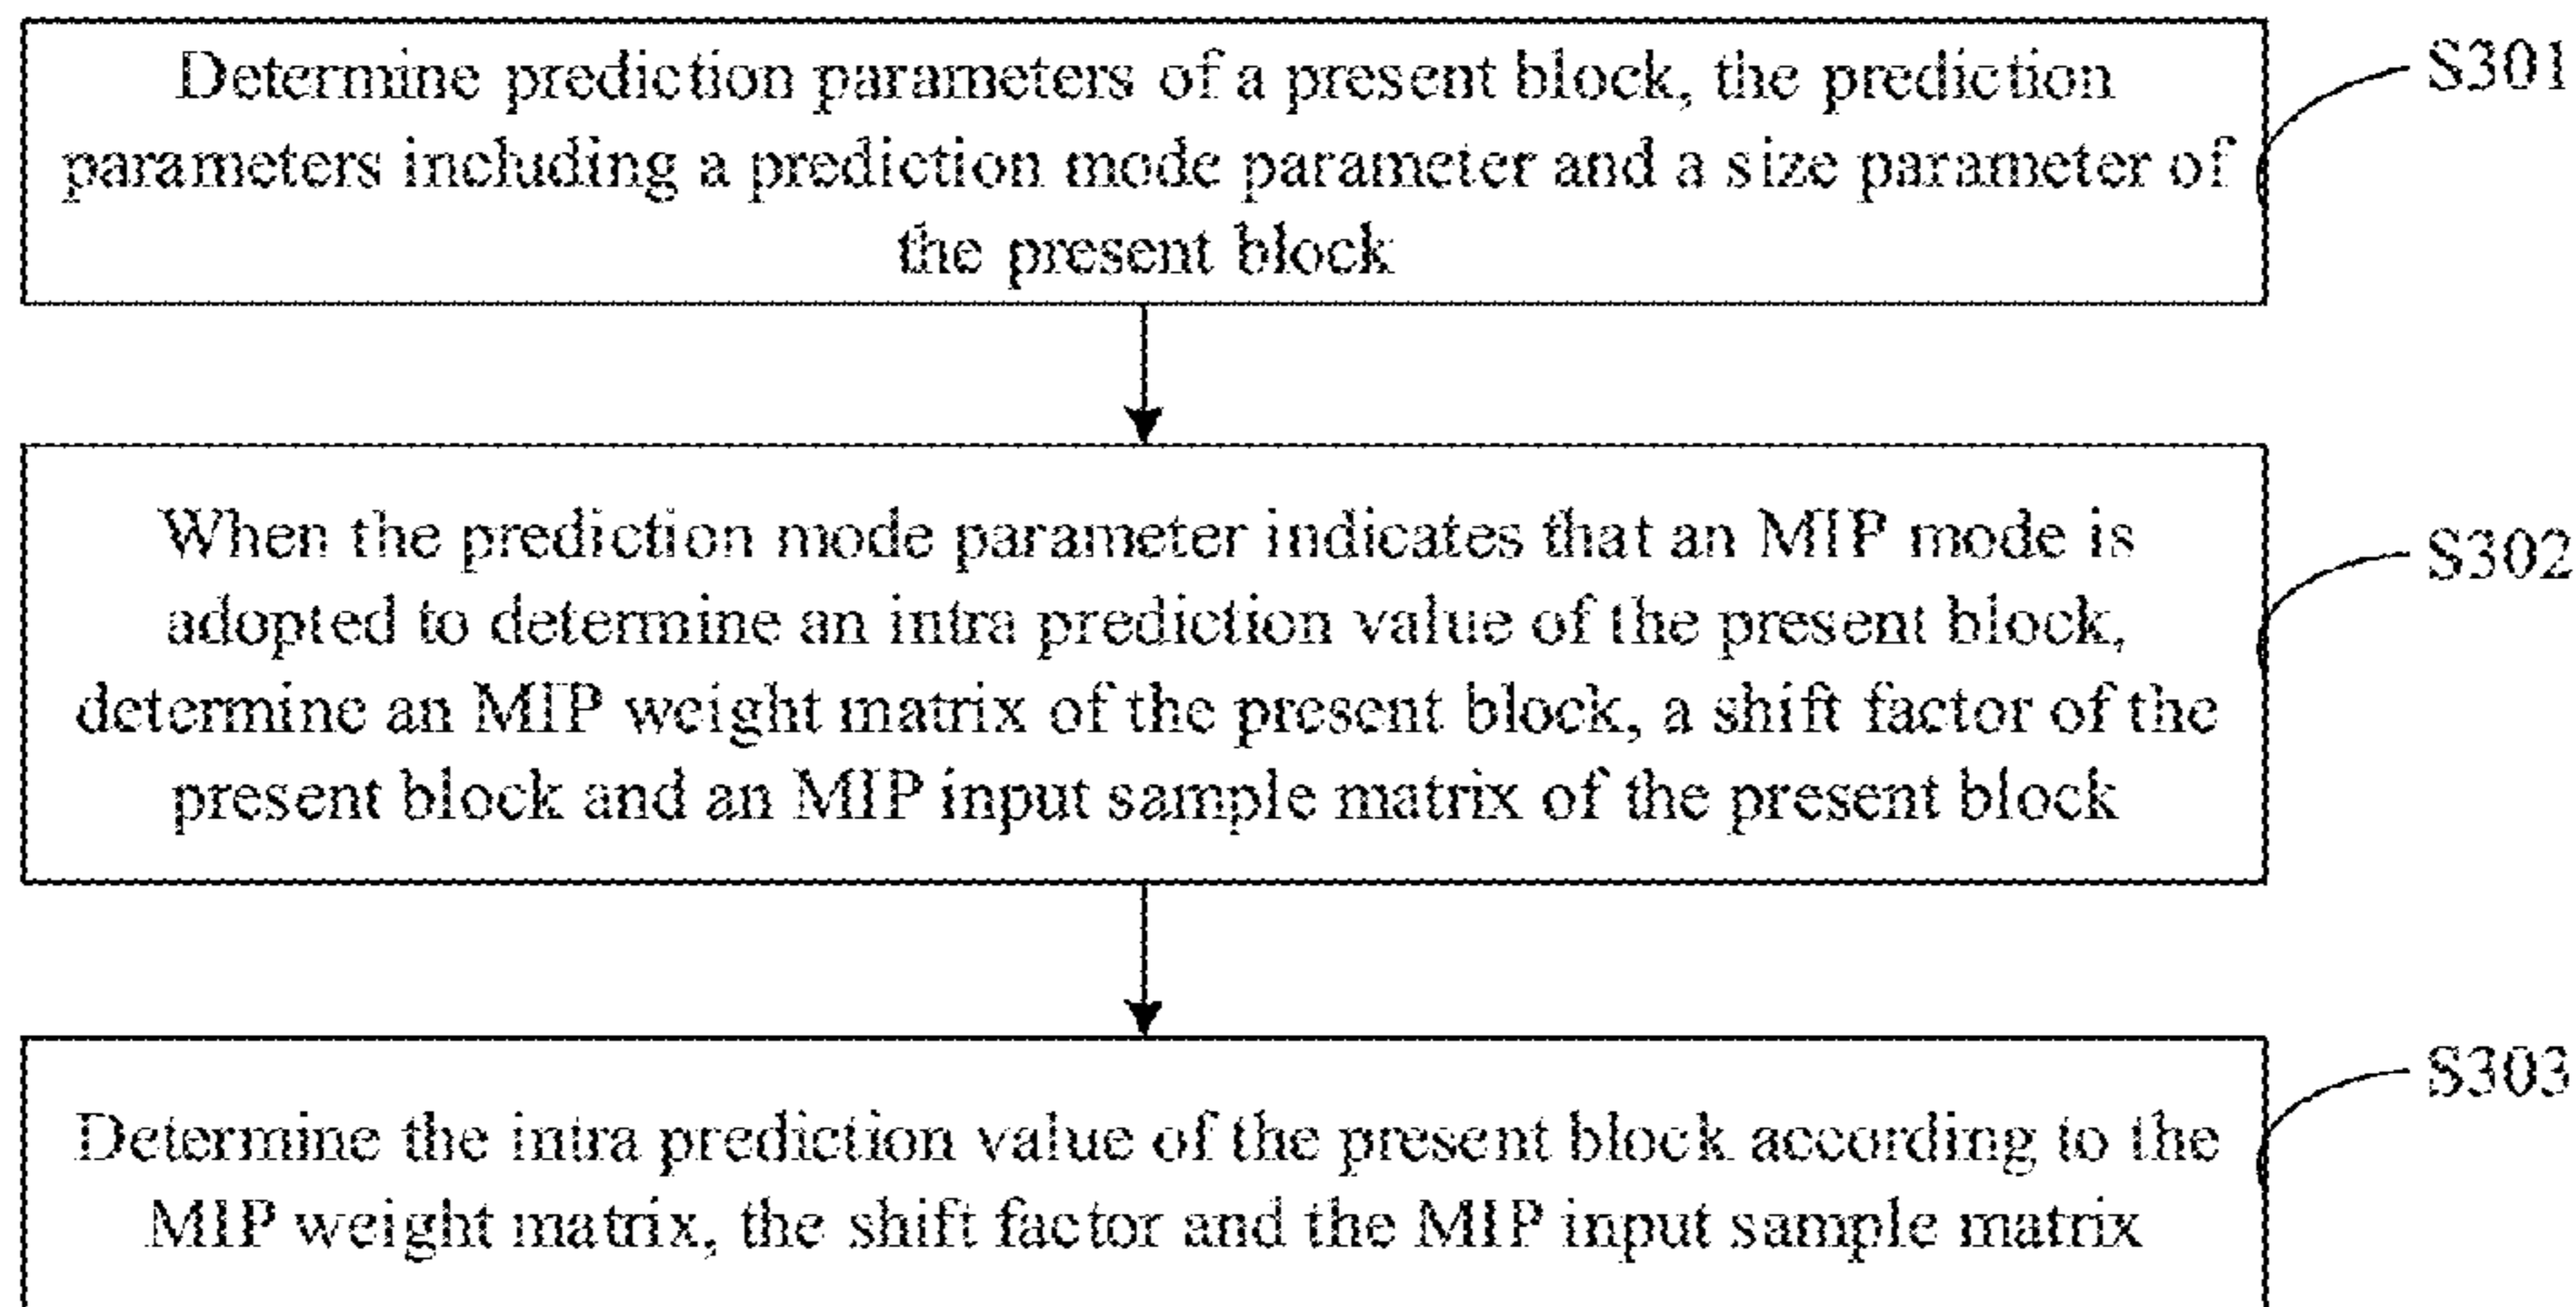 Determine prediction parameters of a present block, the prediction
parameters including a prediction mode parameter and a size parameter of
the present block
S301
When the prediction mode parameter indicates that an MIP mode is
adopted to determine an intra prediction value of the present block,
determine an MIP weight matrix of the present block, a shift factor of the
present block and an MIP input sample matrix of the present block
S302
Determine the intra prediction value of the present block according to the
MIP weight matrix, the shift factor and the MIP input sample matrix
S303